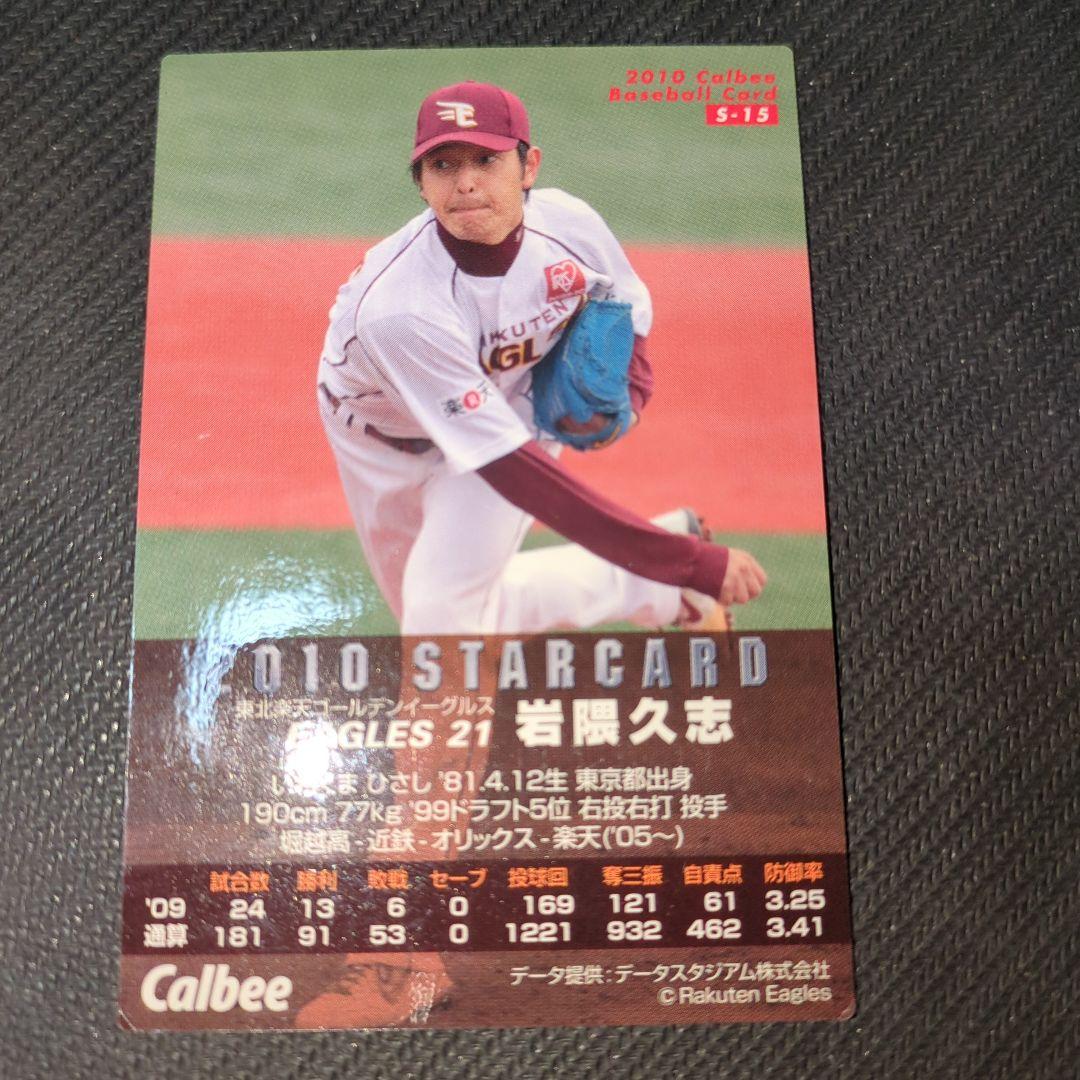 2010 Calbee
Baseball Card
S-15
RAKUTEN
楽天
010 STARCARD
東北楽天ゴールデンイーグルス
EAGLES 21 岩隈久志
いわくま ひさし '81.4.12生 東京都出身
190cm 77kg '99ドラフト5位 右投右打 投手
堀越高-近鉄-オリックス-楽天('05〜)
試合数 勝利 敗戦 セーブ 投球回 奪三振 自責点 防御率
'09 24 13 6 0 169 121 61 3.25
通算 181 91 53 0 1221 932 462 3.41
Calbee
データ提供:データスタジアム株式会社
©Rakuten Eagles